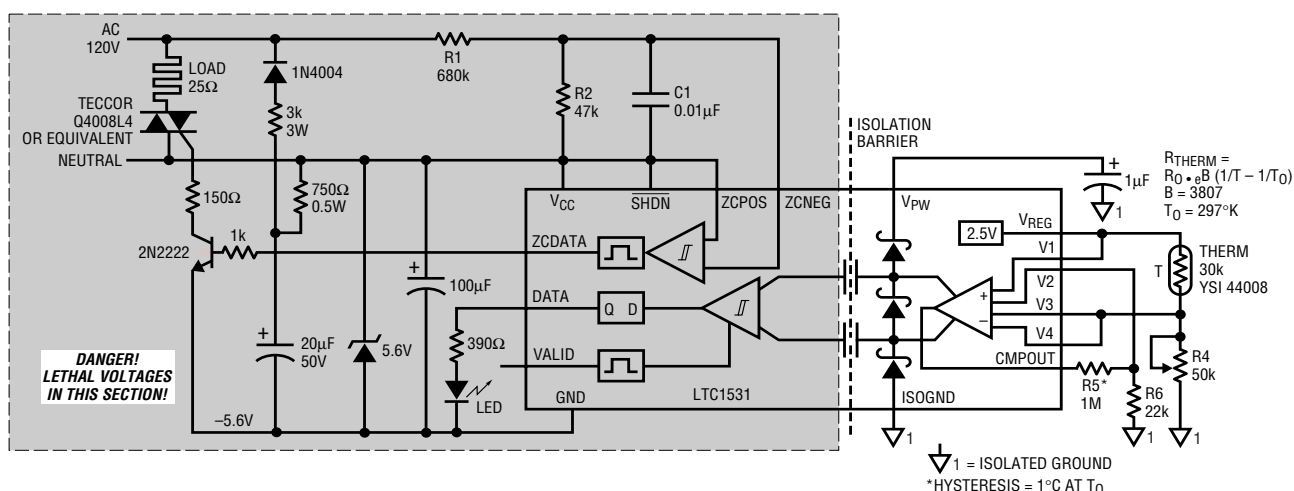 AC
120V
LOAD
25Ω
TECCOR
Q4008L4
OR EQUIVALENT
NEUTRAL
1N4004
3k
3W
R1
680k
R2
47k
C1
0.01µF
150Ω
750Ω
0.5W
2N2222
1k
+
20µF
50V
5.6V
+
100µF
390Ω
LED
–5.6V
DANGER!
LETHAL VOLTAGES
IN THIS SECTION!
VCC
SHDN
ZCPOS
ZCNEG
ZCDATA
DATA
Q D
VALID
GND
LTC1531
ISOLATION
BARRIER
VPW
+
1µF
1
2.5V
VREG
V1
V2
V3
V4
+
–
CMPOUT
ISOGND
1
R5*
1M
R6
22k
1
R4
50k
1
T
THERM
30k
YSI 44008
RTHERM =
RO • eB (1/T – 1/TO)
B = 3807
TO = 297°K
1 = ISOLATED GROUND
*HYSTERESIS = 1°C AT TO